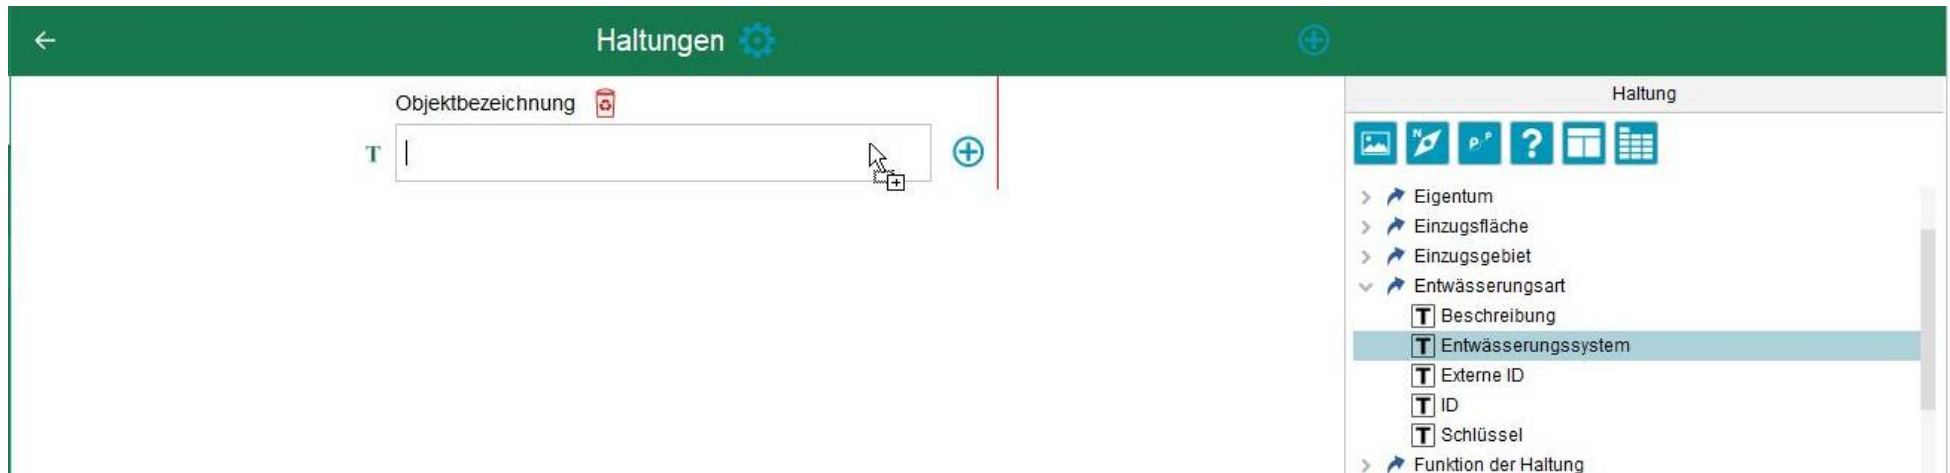 Haltungen
Objektbezeichnung
T
Haltung
N
P P
?
Eigentum
Einzugsfläche
Einzugsgebiet
Entwässerungsart
T Beschreibung
T Entwässerungssystem
T Externe ID
T ID
T Schlüssel
Funktion der Haltung